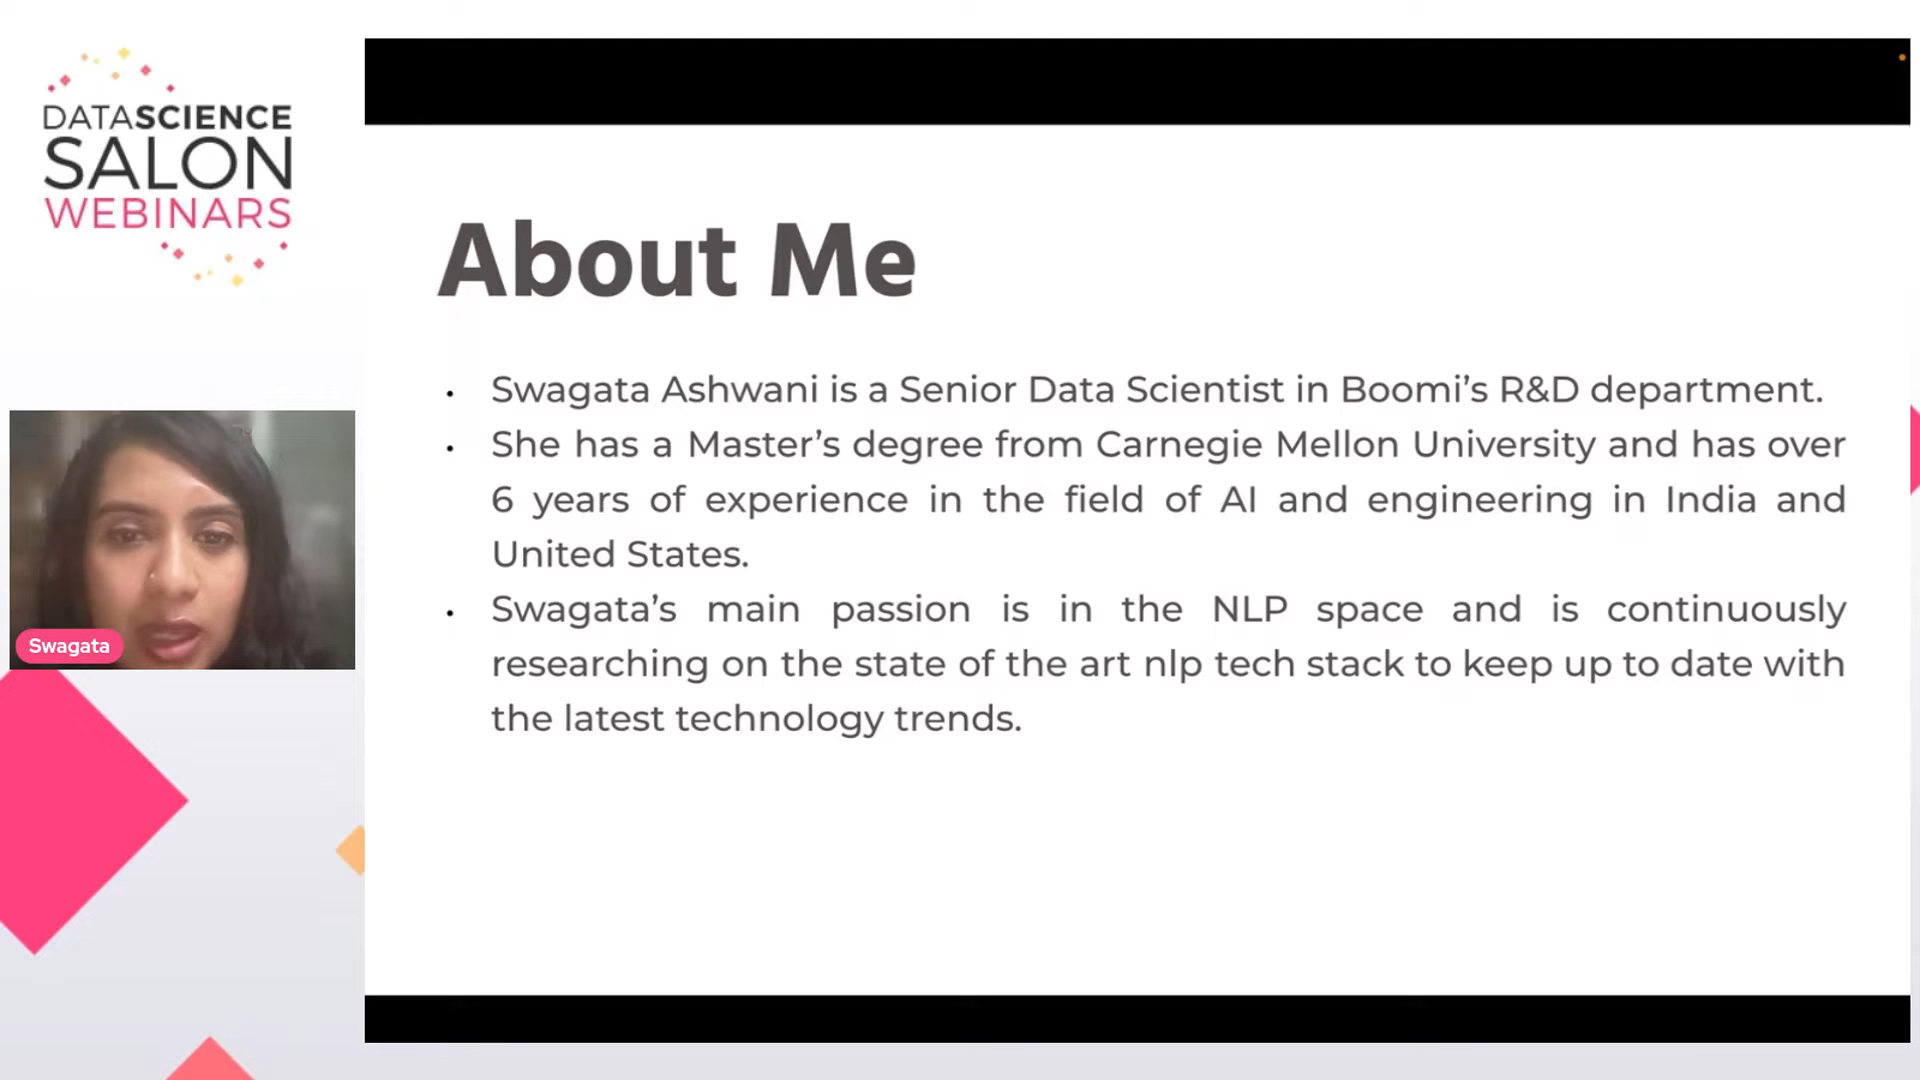 DATASCIENCE
SALON
WEBINARS
About Me
• Swagata Ashwani is a Senior Data Scientist in Boomi’s R&D department.
• She has a Master’s degree from Carnegie Mellon University and has over
6 years of experience in the field of AI and engineering in India and
United States.
• Swagata’s main passion is in the NLP space and is continuously
researching on the state of the art nlp tech stack to keep up to date with
the latest technology trends.
Swagata